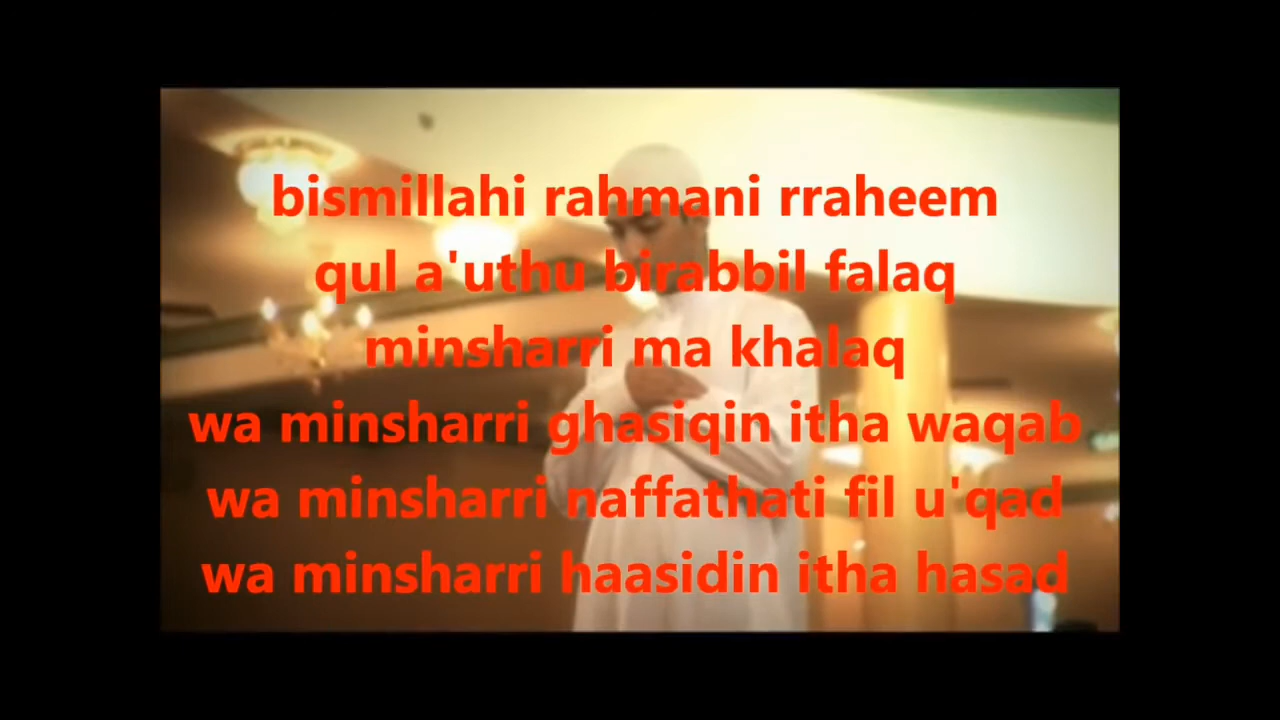 bismillahi rahmani rraheem
qul a'uthu birabbil falaq
minsharri ma khalaq
wa minsharri ghasiqin itha waqab
wa minsharri naffathati fil u'qad
wa minsharri haasidin itha hasad